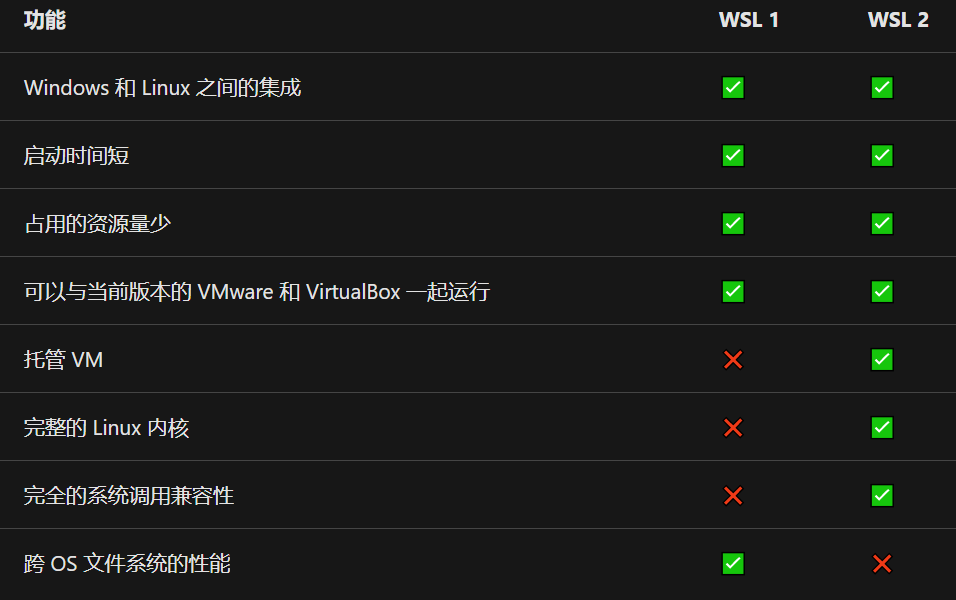 功能 WSL 1 WSL 2
Windows 和 Linux 之间的集成 ✅ ✅
启动时间短 ✅ ✅
占用的资源量少 ✅ ✅
可以与当前版本的 VMware 和 VirtualBox 一起运行 ✅ ✅
托管 VM ❌ ✅
完整的 Linux 内核 ❌ ✅
完全的系统调用兼容性 ❌ ✅
跨 OS 文件系统的性能 ✅ ❌